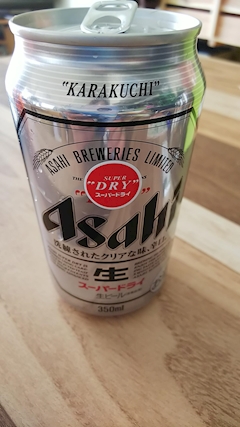 "KARAKUCHI"
ASAHI BREWERIES LIMITED
THE
SUPER
"DRY"
スーパードライ
Asahi
洗練されたクリアな味、辛口
生
スーパードライ
生ビール
350ml